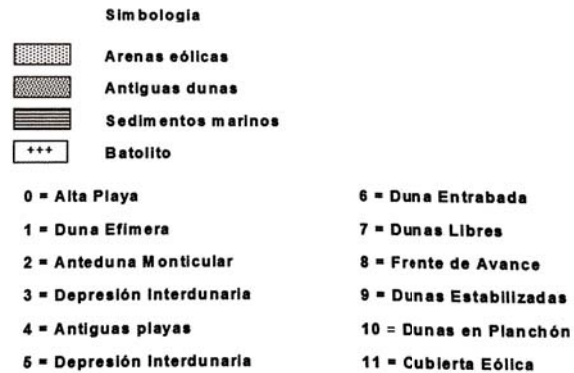 Simbologia
Arenas eólicas
Antiguas dunas
Sedimentos marinos
+++ Batolito
0 = Alta Playa
1 = Duna Efímera
2 = Anteduna Monticular
3 = Depresión Interdunaria
4 = Antiguas playas
5 = Depresión Interdunaria
6 = Duna Entrabada
7 = Dunas Libres
8 = Frente de Avance
9 = Dunas Estabilizadas
10 = Dunas en Planchón
11 = Cubierta Eólica